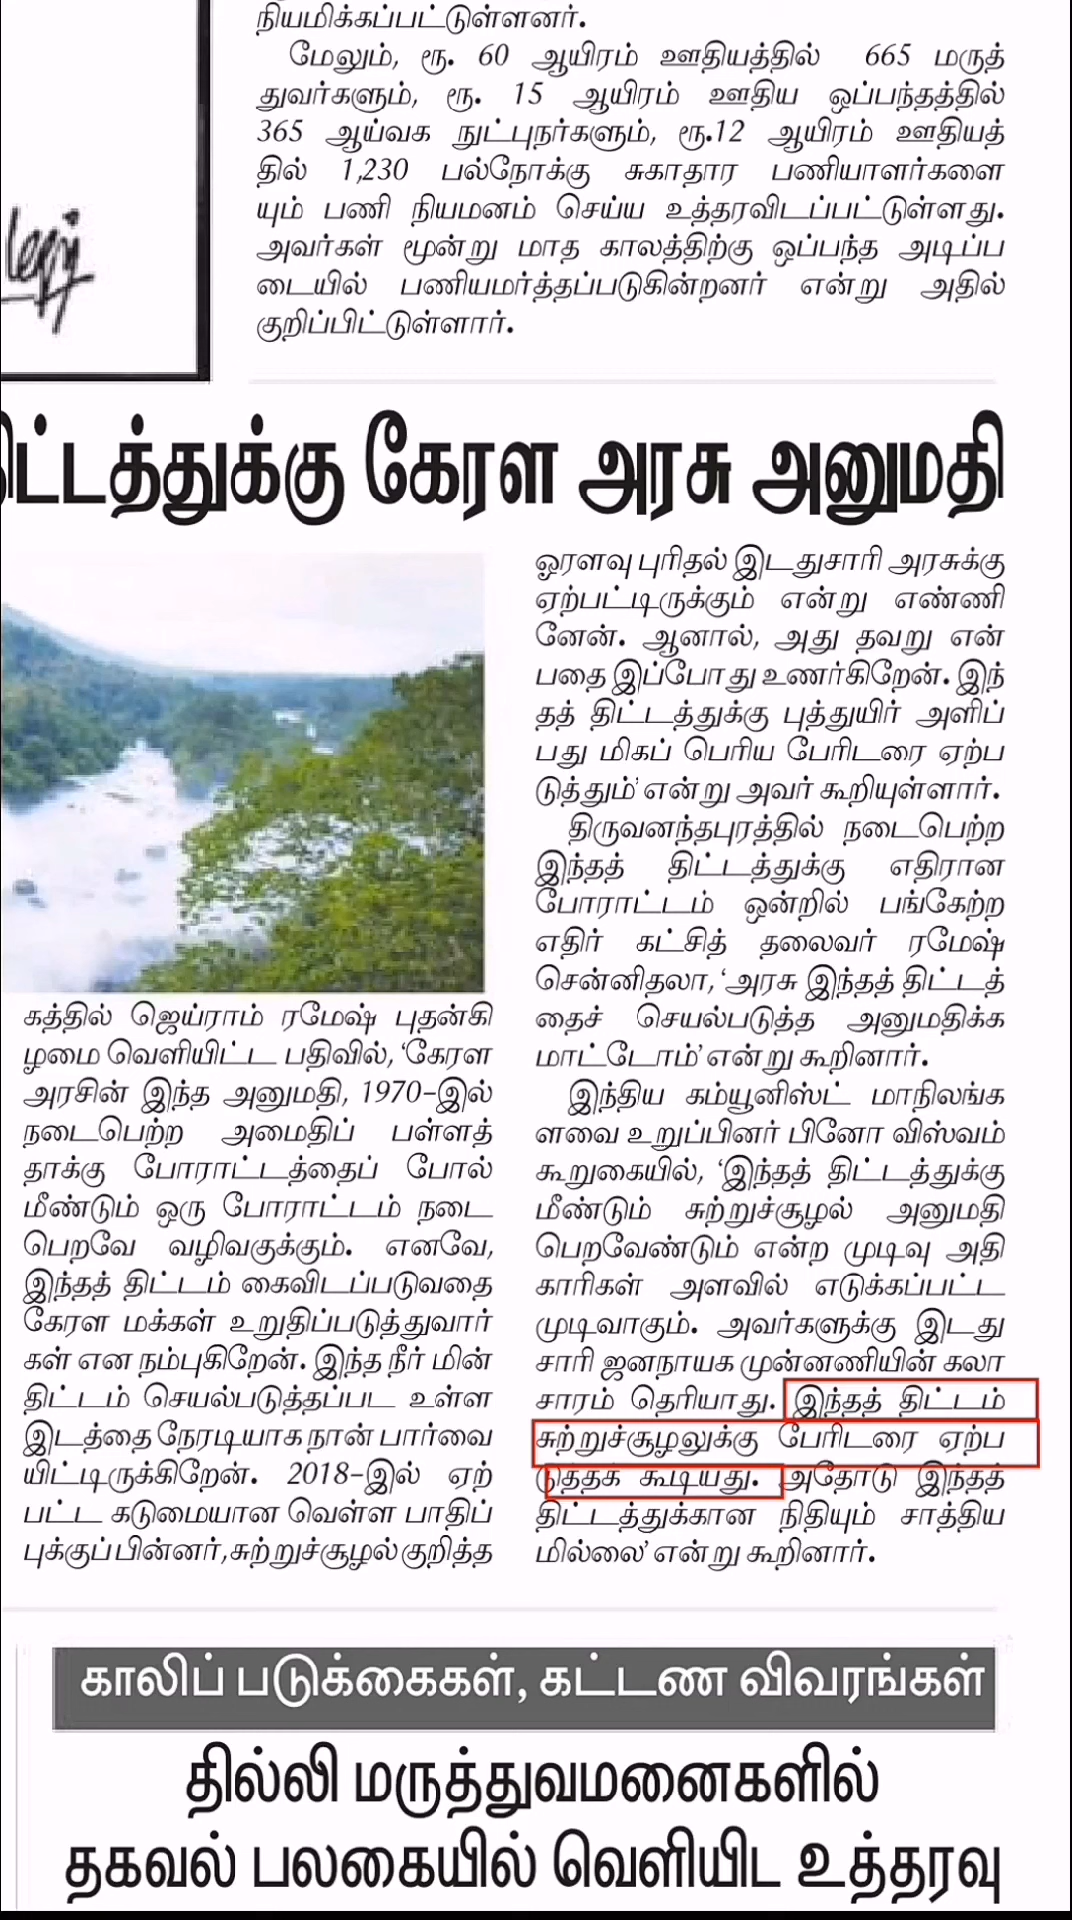 நியமிக்கப்பட்டுள்ளனர்.
மேலும், ரூ. 60 ஆயிரம் ஊதியத்தில் 665 மருத்
துவர்களும், ரூ. 15 ஆயிரம் ஊதிய ஒப்பந்தத்தில்
365 ஆய்வக நுட்புநர்களும், ரூ.12 ஆயிரம் ஊதியத்
தில் 1,230 பல்நோக்கு சுகாதார பணியாளர்களை
யும் பணி நியமனம் செய்ய உத்தரவிடப்பட்டுள்ளது.
அவர்கள் மூன்று மாத காலத்திற்கு ஒப்பந்த அடிப்ப
டையில் பணியமர்த்தப்படுகின்றனர் என்று அதில்
குறிப்பிட்டுள்ளார்.
திட்டத்துக்கு கேரள அரசு அனுமதி
கத்தில் ஜெய்ராம் ரமேஷ் புதன்கி
ழமை வெளியிட்ட பதிவில், 'கேரள
அரசின் இந்த அனுமதி, 1970-இல்
நடைபெற்ற அமைதிப் பள்ளத்
தாக்கு போராட்டத்தைப் போல்
மீண்டும் ஒரு போராட்டம் நடை
பெறவே வழிவகுக்கும். எனவே,
இந்தத் திட்டம் கைவிடப்படுவதை
கேரள மக்கள் உறுதிப்படுத்துவார்
கள் என நம்புகிறேன். இந்த நீர் மின்
திட்டம் செயல்படுத்தப்பட உள்ள
இடத்தை நேரடியாக நான் பார்வை
யிட்டிருக்கிறேன். 2018-இல் ஏற்
பட்ட கடுமையான வெள்ள பாதிப்
புக்குப் பின்னர், சுற்றுச்சூழல் குறித்த
ஓரளவு புரிதல் இடதுசாரி அரசுக்கு
ஏற்பட்டிருக்கும் என்று எண்ணி
னேன். ஆனால், அது தவறு என்
பதை இப்போது உணர்கிறேன். இந்
தத் திட்டத்துக்கு புத்துயிர் அளிப்
பது மிகப் பெரிய பேரிடரை ஏற்ப
டுத்தும்' என்று அவர் கூறியுள்ளார்.
திருவனந்தபுரத்தில் நடைபெற்ற
இந்தத் திட்டத்துக்கு எதிரான
போராட்டம் ஒன்றில் பங்கேற்ற
எதிர் கட்சித் தலைவர் ரமேஷ்
சென்னிதலா, 'அரசு இந்தத் திட்டத்
தைச் செயல்படுத்த அனுமதிக்க
மாட்டோம்' என்று கூறினார்.
இந்திய கம்யூனிஸ்ட் மாநிலங்க
ளவை உறுப்பினர் பினோ விஸ்வம்
கூறுகையில், 'இந்தத் திட்டத்துக்கு
மீண்டும் சுற்றுச்சூழல் அனுமதி
பெறவேண்டும் என்ற முடிவு அதி
காரிகள் அளவில் எடுக்கப்பட்ட
முடிவாகும். அவர்களுக்கு இடது
சாரி ஜனநாயக முன்னணியின் கலா
சாரம் தெரியாது. இந்தத் திட்டம்
சுற்றுச்சூழலுக்கு பேரிடரை ஏற்ப
டுத்தக் கூடியது. அதோடு இந்தத்
திட்டத்துக்கான நிதியும் சாத்திய
மில்லை' என்று கூறினார்.
காலிப் படுக்கைகள், கட்டண விவரங்கள்
தில்லி மருத்துவமனைகளில்
தகவல் பலகையில் வெளியிட உத்தரவு